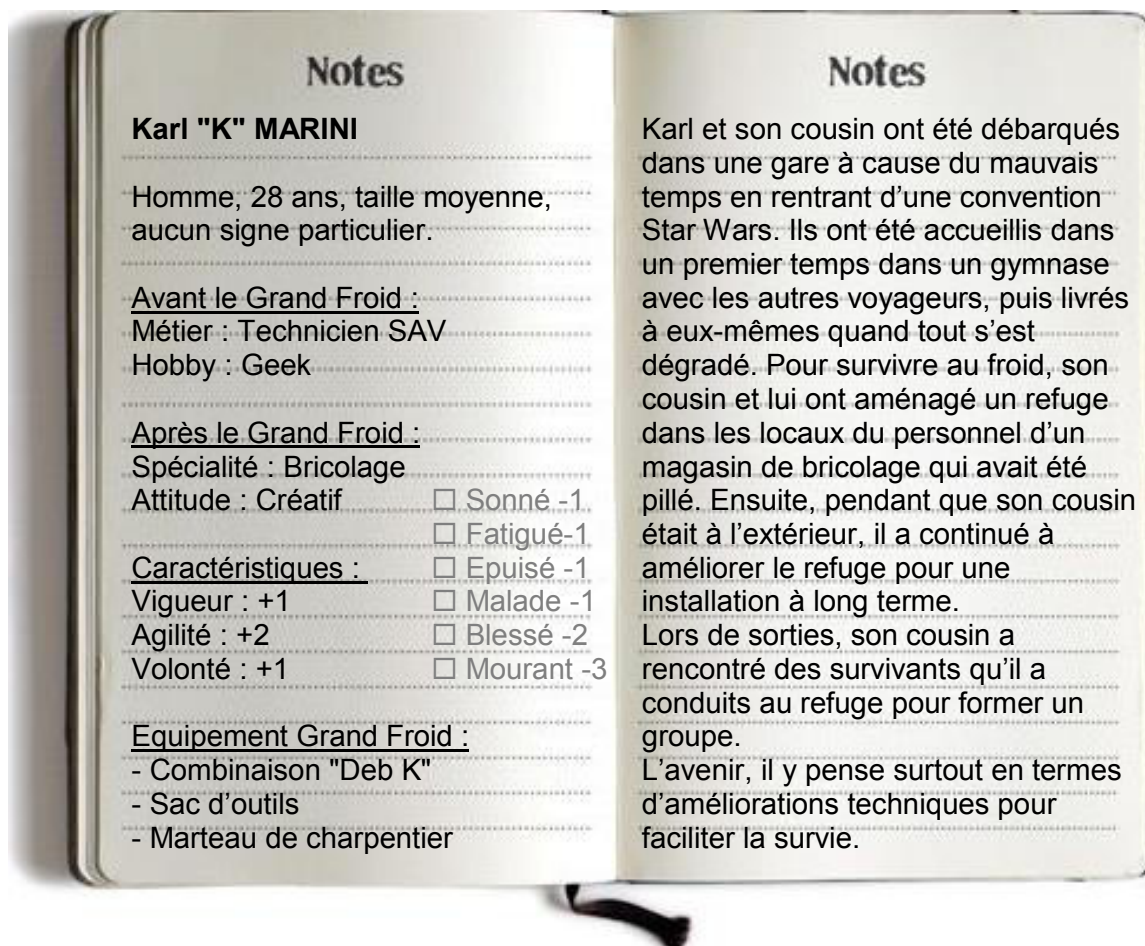 Notes
Karl "K" MARINI
Homme, 28 ans, taille moyenne,
aucun signe particulier.
Avant le Grand Froid :
Métier : Technicien SAV
Hobby : Geek
Après le Grand Froid :
Spécialité : Bricolage
Attitude : Créatif ☐ Sonné -1
☐ Fatigué-1
Caractéristiques : ☐ Epuisé -1
Vigueur : +1 ☐ Malade -1
Agilité : +2 ☐ Blessé -2
Volonté : +1 ☐ Mourant -3
Equipement Grand Froid :
- Combinaison "Deb K"
- Sac d'outils
- Marteau de charpentier
Notes
Karl et son cousin ont été débarqués
dans une gare à cause du mauvais
temps en rentrant d'une convention
Star Wars. Ils ont été accueillis dans
un premier temps dans un gymnase
avec les autres voyageurs, puis livrés
à eux-mêmes quand tout s'est
dégradé. Pour survivre au froid, son
cousin et lui ont aménagé un refuge
dans les locaux du personnel d'un
magasin de bricolage qui avait été
pillé. Ensuite, pendant que son cousin
était à l'extérieur, il a continué à
améliorer le refuge pour une
installation à long terme.
Lors de sorties, son cousin a
rencontré des survivants qu'il a
conduits au refuge pour former un
groupe.
L'avenir, il y pense surtout en termes
d'améliorations techniques pour
faciliter la survie.